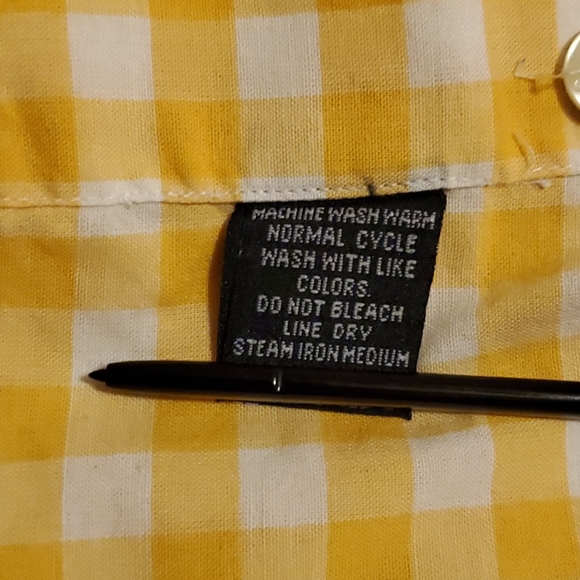 MACHINE WASH WARM
NORMAL CYCLE
WASH WITH LIKE
COLORS.
DO NOT BLEACH
LINE DRY
STEAM IRON MEDIUM